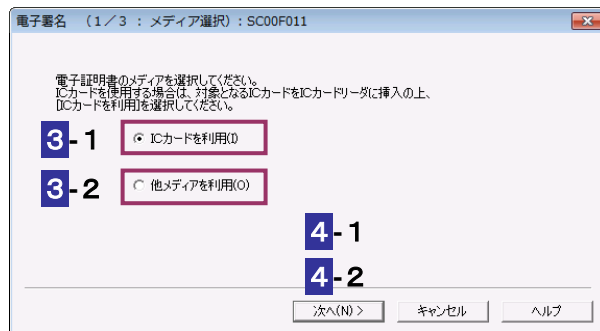 電子署名 （1／3 : メディア選択）: SC00F011
電子証明書のメディアを選択してください。
ICカードを使用する場合は、対象となるICカードをICカードリーダに挿入の上、
[ICカードを利用]を選択してください。
3-1 ICカードを利用(I)
3-2 他メディアを利用(O)
4-1
4-2
次へ(N) > キャンセル ヘルプ